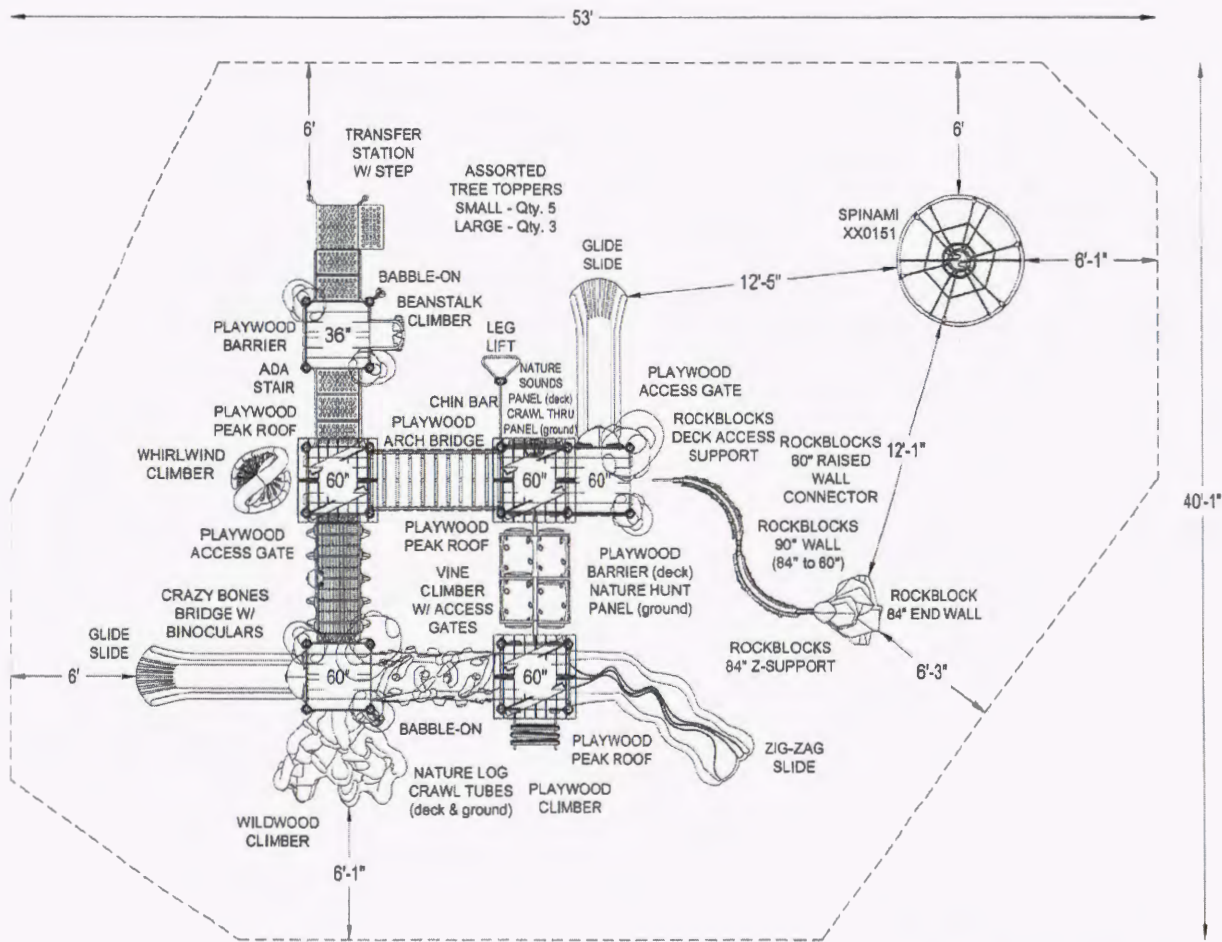 53'
6'
6'
TRANSFER
STATION
W/ STEP
ASSORTED
TREE TOPPERS
SMALL - Qty. 5
LARGE - Qty. 3
SPINAMI
XX0151
GLIDE
SLIDE
6'-1"
12'-5"
BABBLE-ON
BEANSTALK
CLIMBER
PLAYWOOD
BARRIER
36"
LEG
LIFT
ADA
STAIR
NATURE
SOUNDS
PANEL (deck)
CRAWL THRU
PANEL (ground)
PLAYWOOD
ACCESS GATE
CHIN BAR
PLAYWOOD
PEAK ROOF
PLAYWOOD
ARCH BRIDGE
ROCKBLOCKS
DECK ACCESS
SUPPORT
ROCKBLOCKS
60" RAISED
WALL
CONNECTOR
12'-1"
WHIRLWIND
CLIMBER
60"
60"
60"
40'-1"
PLAYWOOD
ACCESS GATE
PLAYWOOD
PEAK ROOF
ROCKBLOCKS
90° WALL
(84" to 60")
PLAYWOOD
BARRIER (deck)
NATURE HUNT
PANEL (ground)
VINE
CLIMBER
W/ ACCESS
GATES
CRAZY BONES
BRIDGE W/
BINOCULARS
ROCKBLOCK
84" END WALL
GLIDE
SLIDE
ROCKBLOCKS
84" Z-SUPPORT
6'
60"
60"
6'-3"
BABBLE-ON
PLAYWOOD
PEAK ROOF
ZIG-ZAG
SLIDE
NATURE LOG
CRAWL TUBES
(deck & ground)
PLAYWOOD
CLIMBER
WILDWOOD
CLIMBER
6'-1"